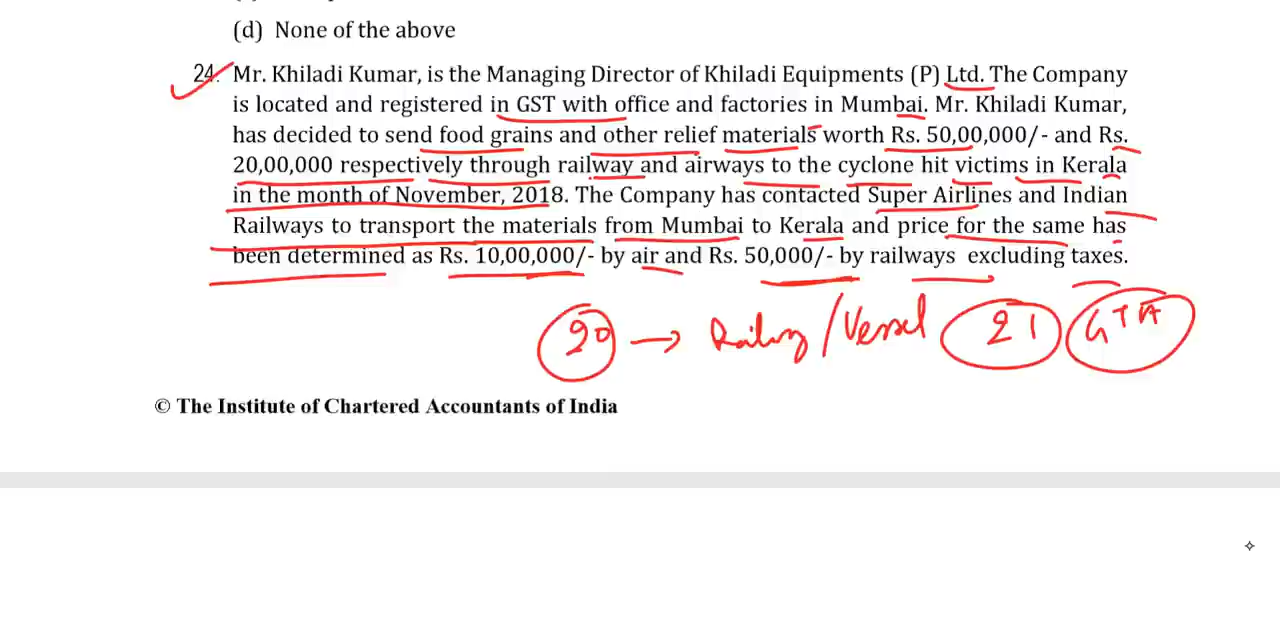 (d) None of the above
24. Mr. Khiladi Kumar, is the Managing Director of Khiladi Equipments (P) Ltd. The Company
is located and registered in GST with office and factories in Mumbai. Mr. Khiladi Kumar,
has decided to send food grains and other relief materials worth Rs. 50,00,000/- and Rs.
20,00,000 respectively through railway and airways to the cyclone hit victims in Kerala
in the month of November, 2018. The Company has contacted Super Airlines and Indian
Railways to transport the materials from Mumbai to Kerala and price for the same has
been determined as Rs. 10,00,000/- by air and Rs. 50,000/- by railways excluding taxes.
20 → Railway / Vessel 21 GTA
© The Institute of Chartered Accountants of India